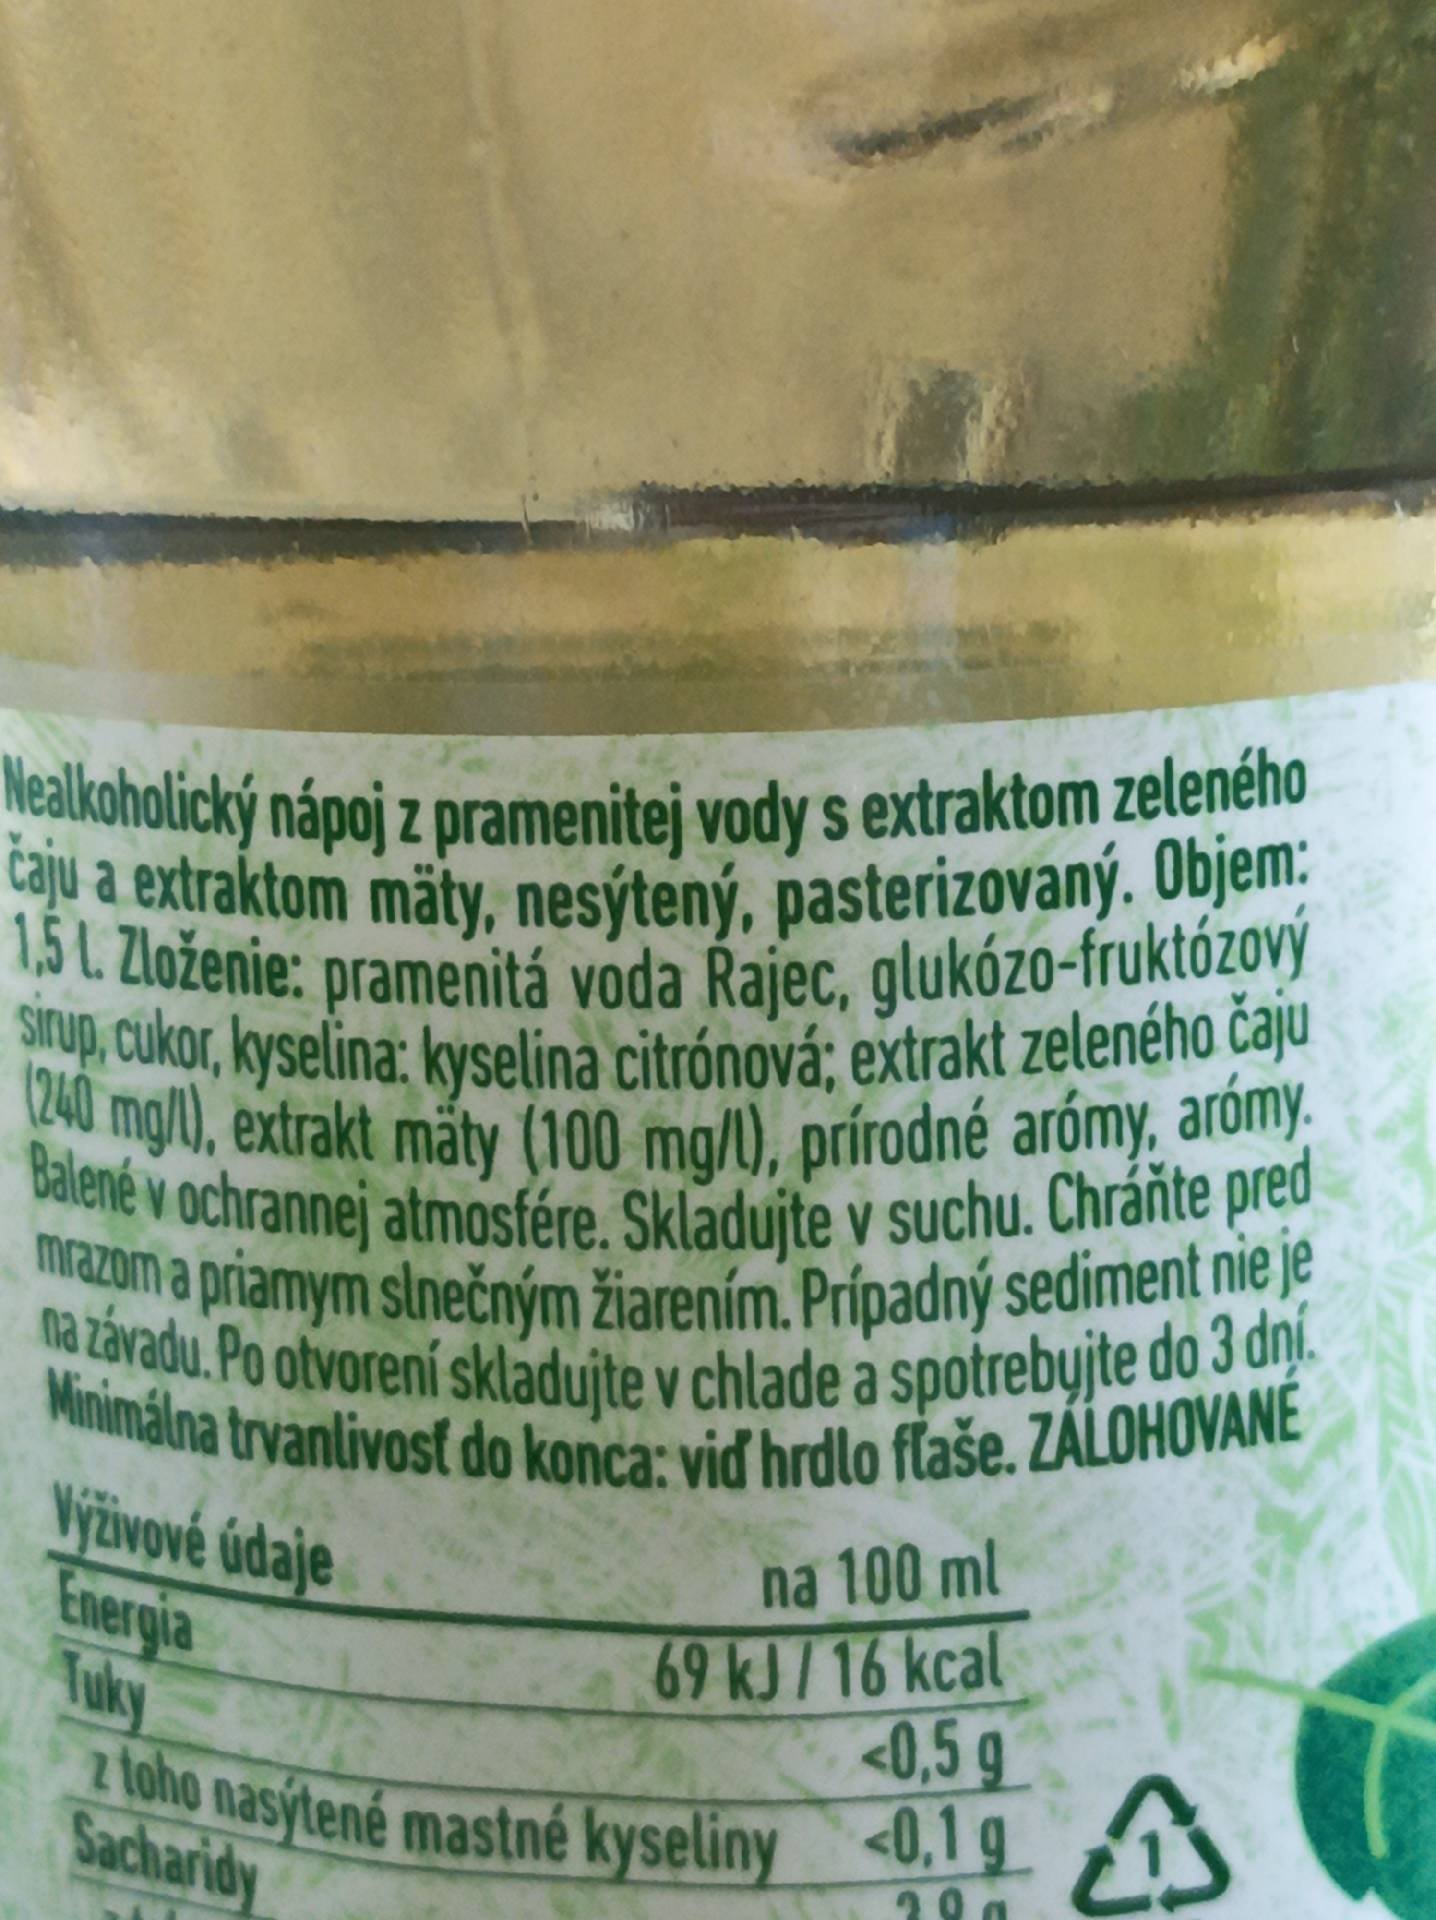 Nealkoholický nápoj z pramenitej vody s extraktom zeleného
čaju a extraktom mäty, nesýtený, pasterizovaný. Objem:
1,5 l. Zloženie: pramenitá voda Rajec, glukózo-fruktózový
sirup, cukor, kyselina: kyselina citrónová; extrakt zeleného čaju
(240 mg/l), extrakt mäty (100 mg/l), prírodné arómy, arómy.
Balené v ochrannej atmosfére. Skladujte v suchu. Chráňte pred
mrazom a priamym slnečným žiarením. Prípadný sediment nie je
na závadu. Po otvorení skladujte v chlade a spotrebujte do 3 dní.
Minimálna trvanlivosť do konca: viď hrdlo fľaše. ZÁLOHOVANÉ
Výživové údaje na 100 ml
Energia 69 kJ / 16 kcal
Tuky <0,5 g
z toho nasýtené mastné kyseliny <0,1 g
Sacharidy
1